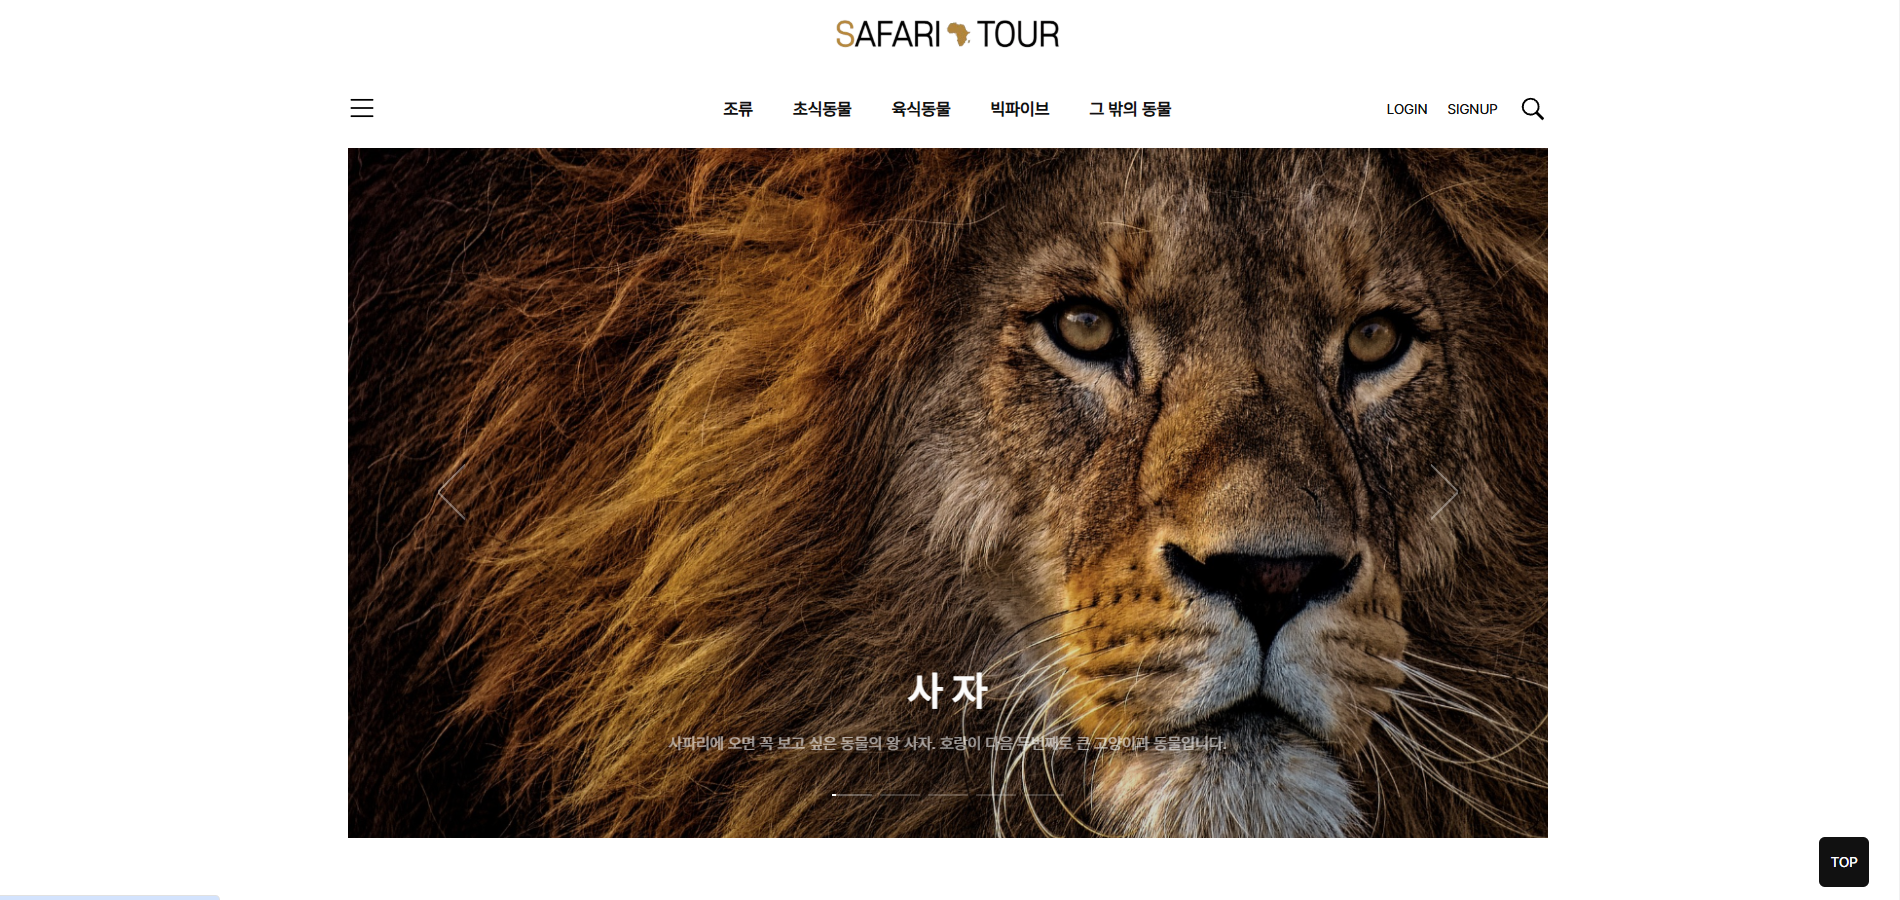 SAFARI TOUR
조류 초식동물 육식동물 빅파이브 그 밖의 동물 LOGIN SIGNUP
사자
사파리에 오면 꼭 보고 싶은 동물의 왕 사자. 호랑이 다음 두번째로 큰 고양이과 동물입니다.
TOP